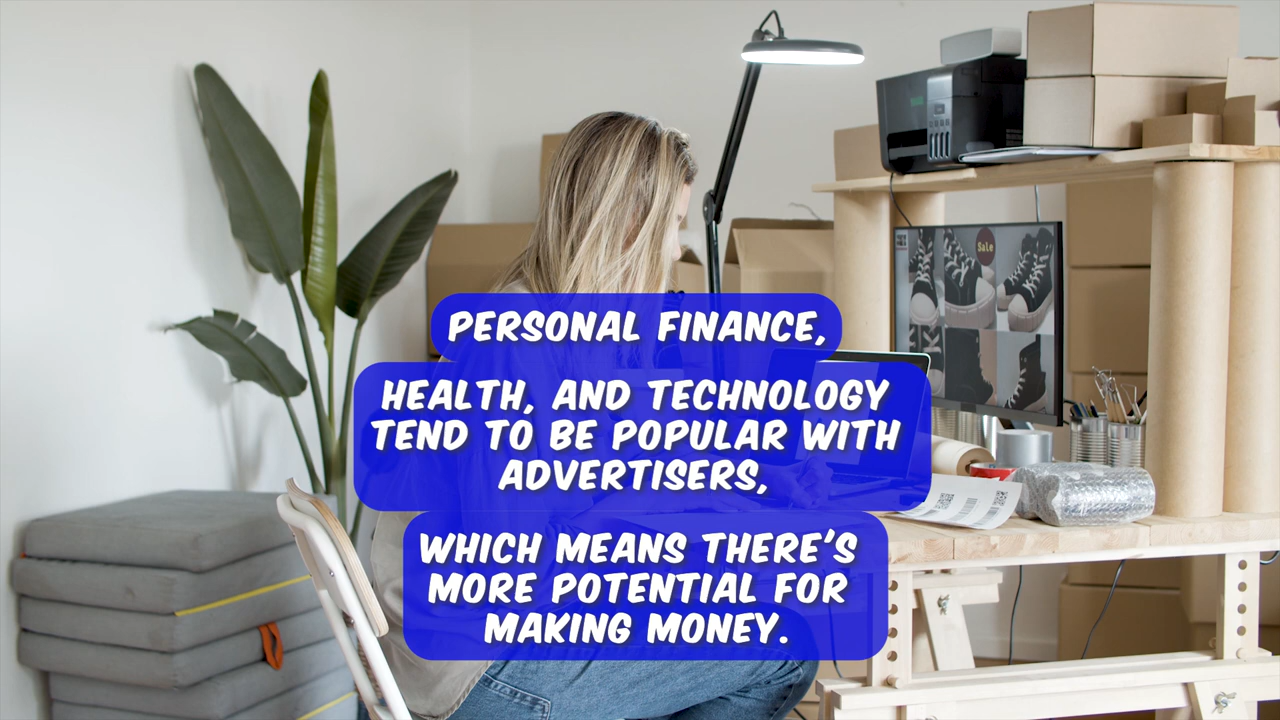 PERSONAL FINANCE,
HEALTH, AND TECHNOLOGY
TEND TO BE POPULAR WITH
ADVERTISERS,
WHICH MEANS THERE'S
MORE POTENTIAL FOR
MAKING MONEY.
Sale